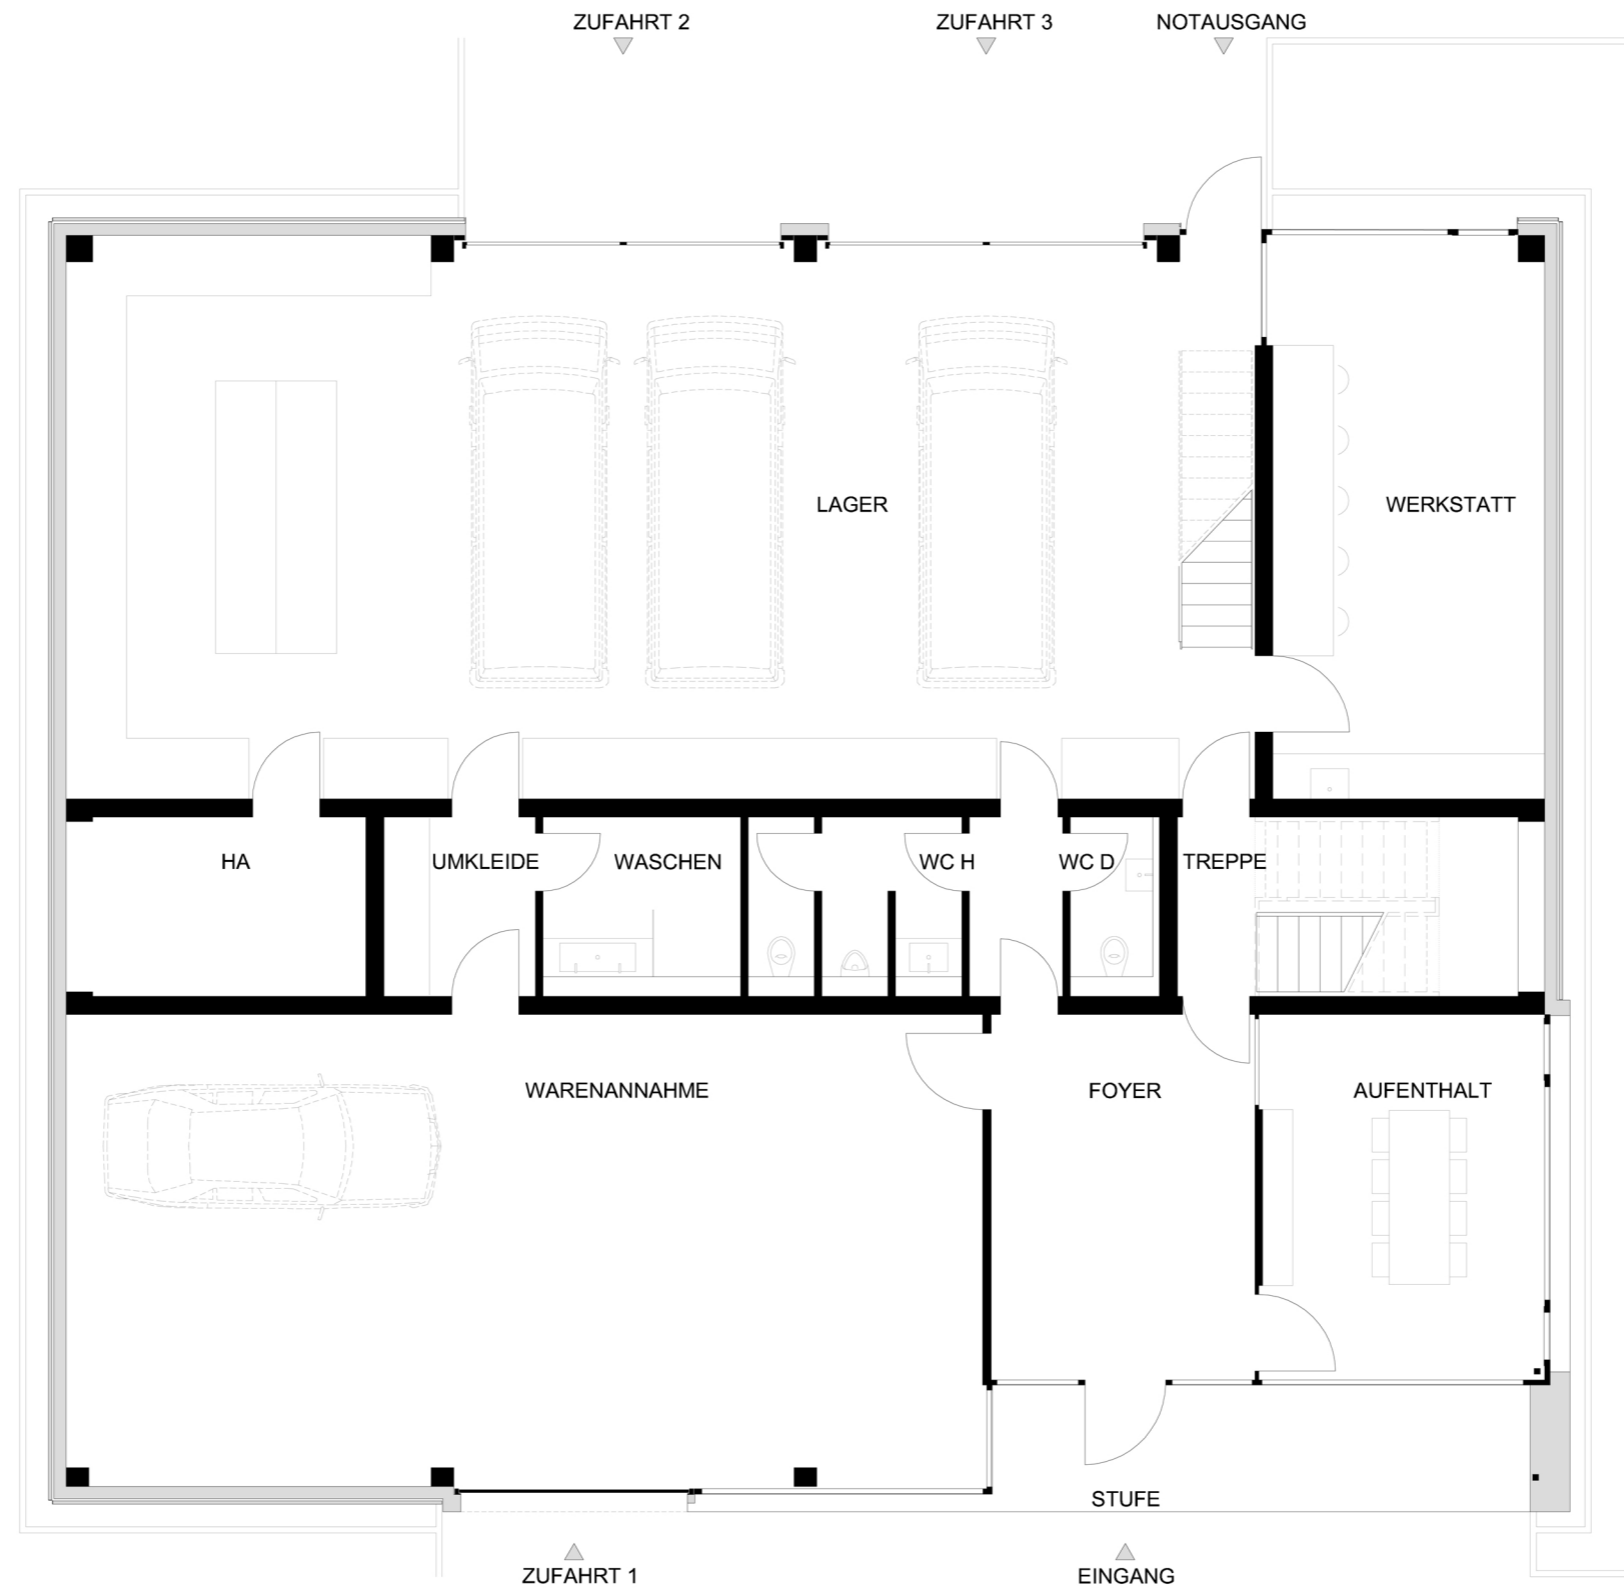 ZUFAHRT 2
ZUFAHRT 3
NOTAUSGANG
LAGER
WERKSTATT
HA
UMKLEIDE
WASCHEN
WC H
WC D
TREPPE
WARENANNAHME
FOYER
AUFENTHALT
STUFE
ZUFAHRT 1
EINGANG